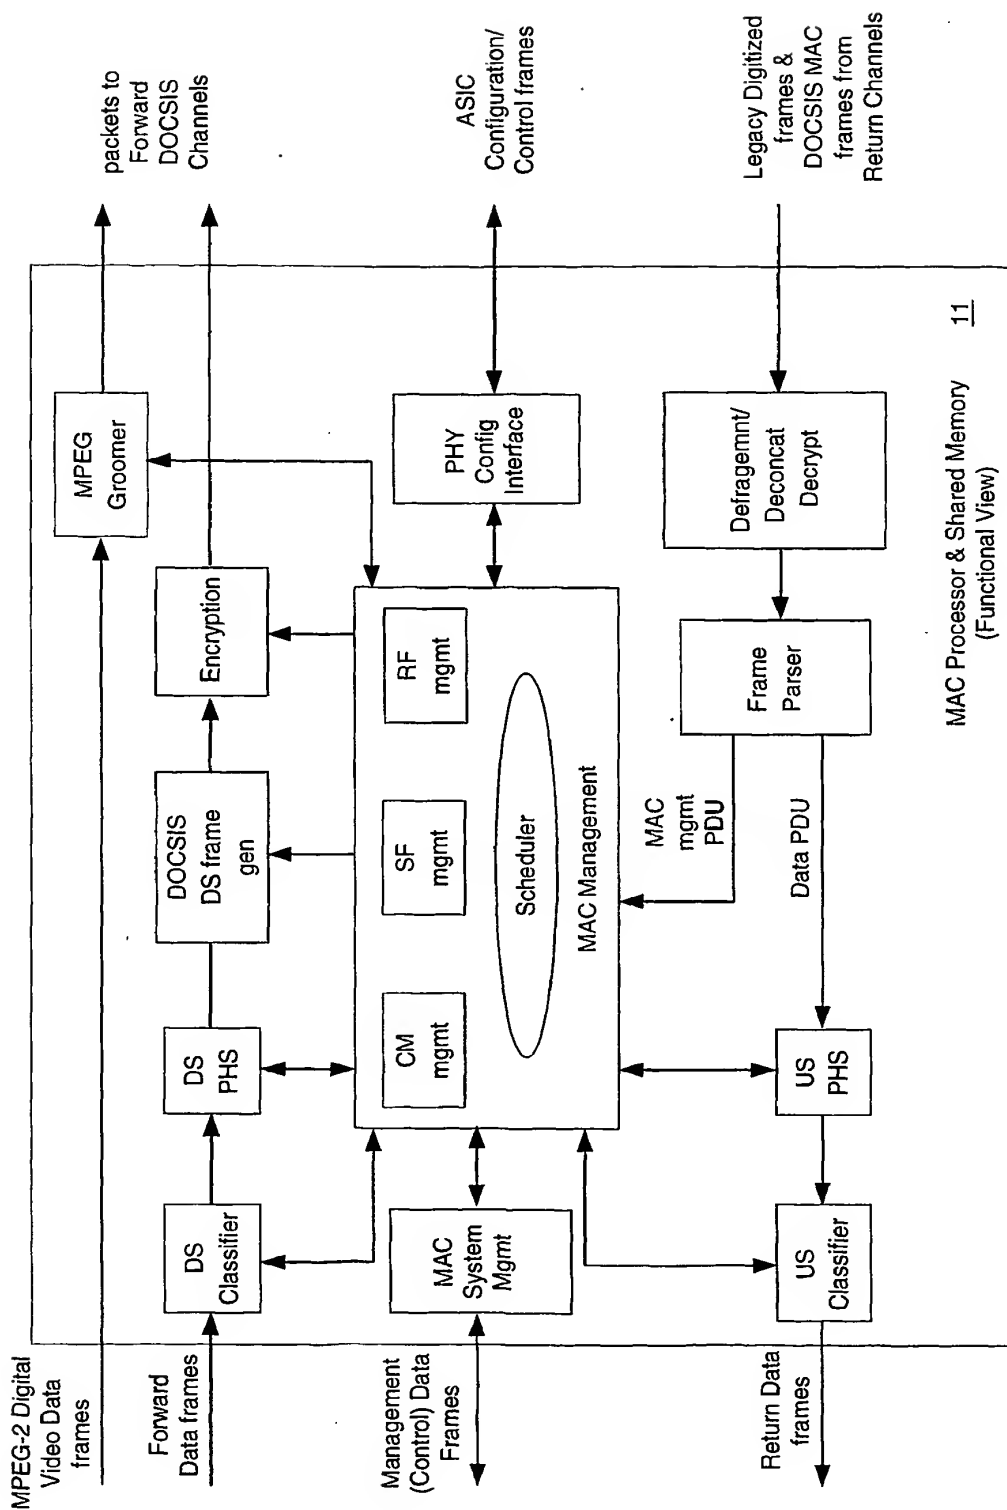 MPEG-2 Digital
Video Data
frames
Forward
Data frames
Management
(Control) Data
Frames
Return Data
frames
DS
Classifier
DS
PHS
DOCSIS
DS frame
gen
Encryption
MPEG
Groomer
packets to
Forward
DOCSIS
Channels
MAC
System
Mgmt
CM
mgmt
SF
mgmt
RF
mgmt
Scheduler
MAC Management
PHY
Config
Interface
ASIC
Configuration/
Control frames
US
Classifier
US
PHS
MAC
mgmt
PDU
Data PDU
Frame
Parser
Defragemnt/
Deconcat
Decrypt
Legacy Digitized
frames &
DOCSIS MAC
frames from
Return Channels
MAC Processor & Shared Memory
(Functional View)
11